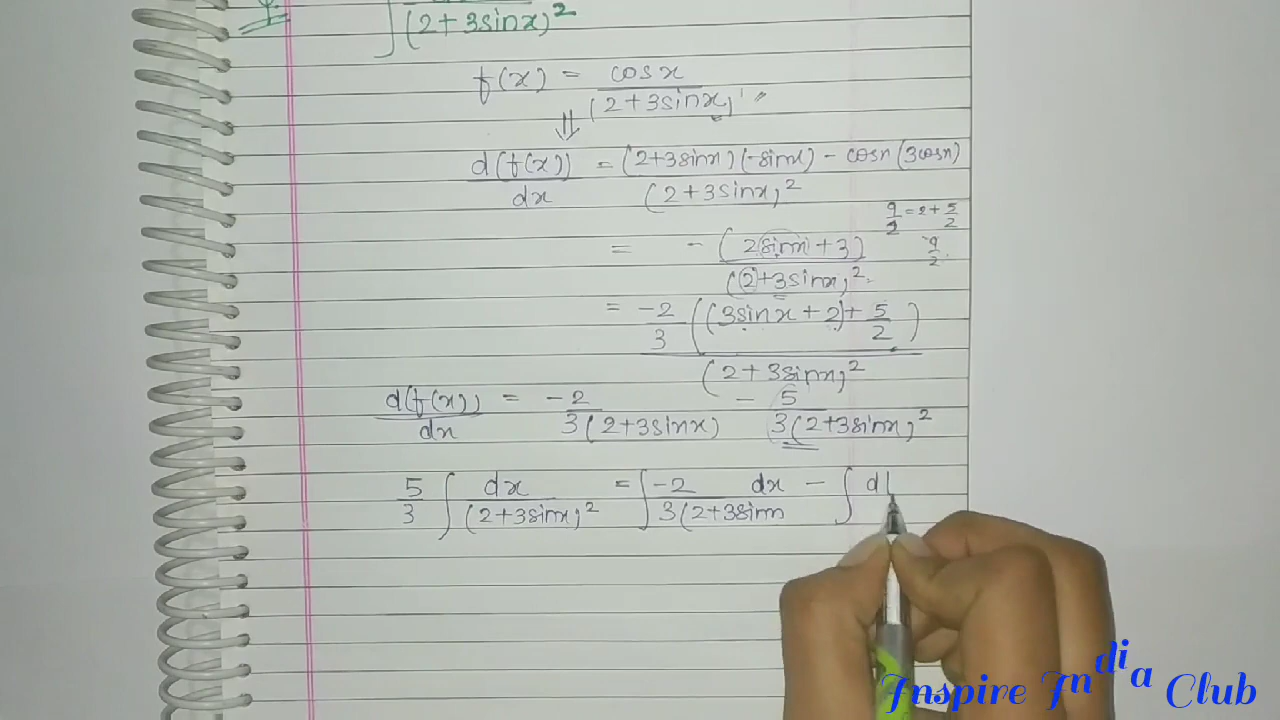 ∫ (2+3sinx)²
f(x) = cosx
(2+3sinx)'
⇓
d(f(x)) = (2+3sinx)(-sinx) - cosx(3cosx)
dx (2+3sinx)²
9/2 = 2 + 5/2
= - (2sinx + 3)
9/2
(2+3sinx)²
= -2/3 ((3sinx + 2) + 5/2)
(2+3sinx)²
d(f(x)) = -2 - 5
dx 3(2+3sinx) 3(2+3sinx)²
5/3 ∫ dx = ∫ -2 dx - ∫ d(
(2+3sinx)² 3(2+3sinx
Inspire India Club